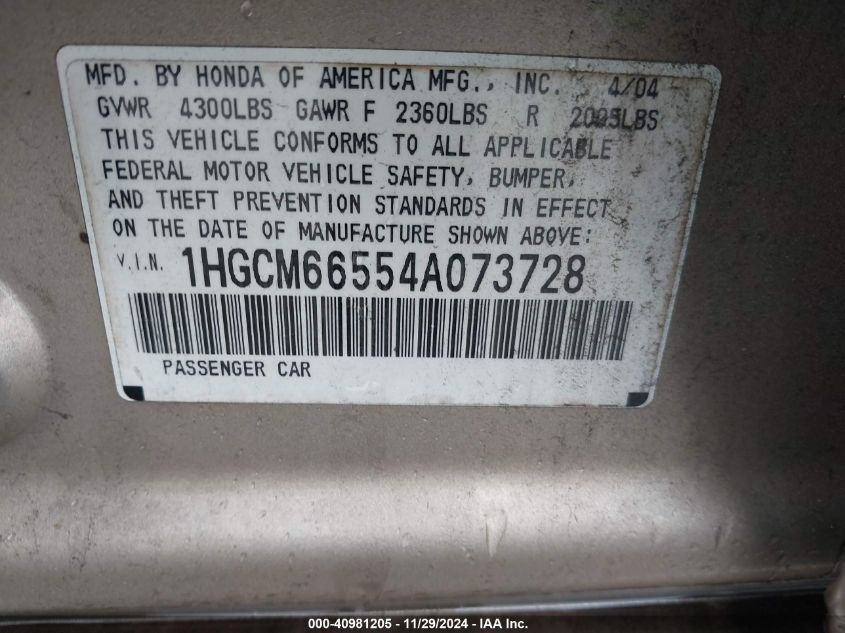 MFD. BY HONDA OF AMERICA MFG., INC. 4/04
GVWR 4300LBS GAWR F 2360LBS R
THIS VEHICLE CONFORMS TO ALL APPLICABLE
FEDERAL MOTOR VEHICLE SAFETY, BUMPER,
AND THEFT PREVENTION STANDARDS IN EFFECT
ON THE DATE OF MANUFACTURE SHOWN ABOVE:
V.I.N. 1HGCM66554A073728
PASSENGER CAR
000-40981205 - 11/29/2024 - IAA Inc.